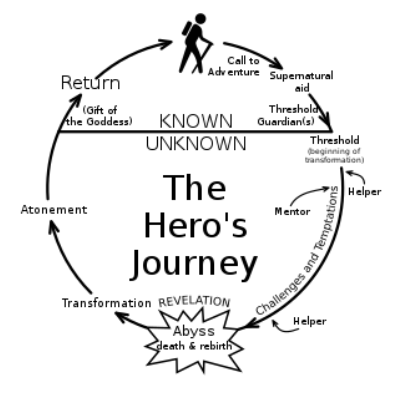 Call to
Adventure
Supernatural
aid
Return
(Gift of
the Goddess)
Threshold
Guardian(s)
KNOWN
UNKNOWN
Threshold
(beginning of
transformation)
Helper
Mentor
The
Hero's
Journey
Challenges and Temptations
Helper
REVELATION
Abyss
death & rebirth
Transformation
Atonement